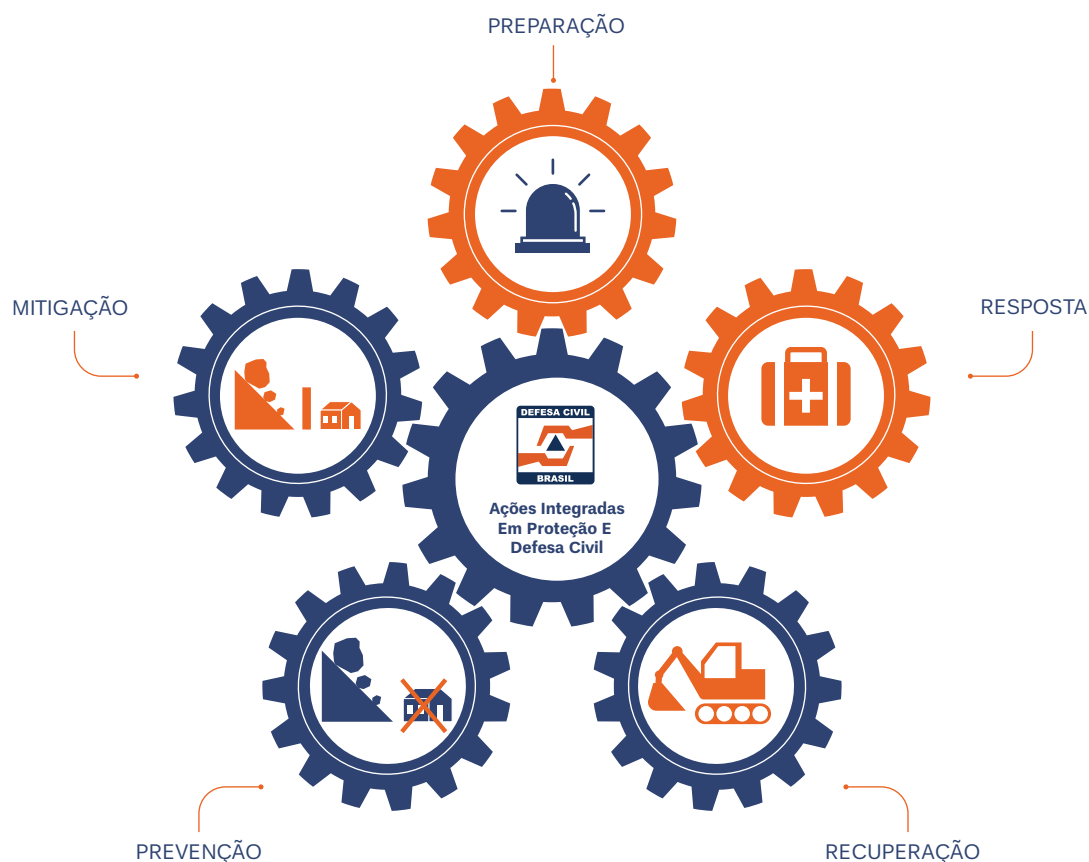 PREPARAÇÃO
MITIGAÇÃO
RESPOSTA
DEFESA CIVIL
BRASIL
Ações Integradas
Em Proteção E
Defesa Civil
PREVENÇÃO
RECUPERAÇÃO